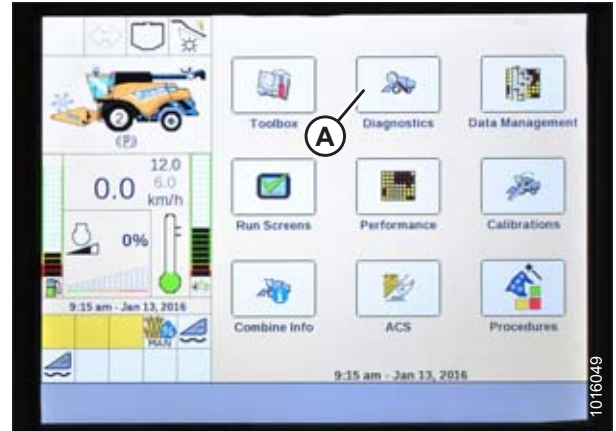 Toolbox
Diagnostics
Data Management
A
2
(P)
12.0
0.0
6.0
km/h
Run Screens
Performance
Calibrations
0%
9:15 am - Jan 13, 2016
MAN
Combine Info
ACS
Procedures
9:15 am - Jan 13, 2016
1016049